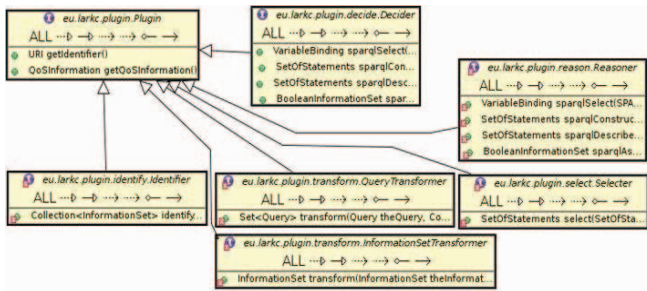 eu.larkc.plugin.Plugin
ALL
URI getIdentifier()
QoSInformation getQoSInformation()
eu.larkc.plugin.decide.Decider
ALL
VariableBinding sparqlSelect(...
SetOfStatements sparqlCon...
SetOfStatements sparqlDesc...
BooleanInformationSet spar...
eu.larkc.plugin.reason.Reasoner
ALL
VariableBinding sparqlSelect(SPA...
SetOfStatements sparqlConstruc...
SetOfStatements sparqlDescribe...
BooleanInformationSet sparqlAs...
eu.larkc.plugin.identify.Identifier
ALL
Collection<InformationSet> identify...
eu.larkc.plugin.transform.QueryTransformer
ALL
Set<Query> transform(Query theQuery, Co...
eu.larkc.plugin.select.Selecter
ALL
SetOfStatements select(SetOfSta...
eu.larkc.plugin.transform.InformationSetTransformer
ALL
InformationSet transform(InformationSet theInformat...